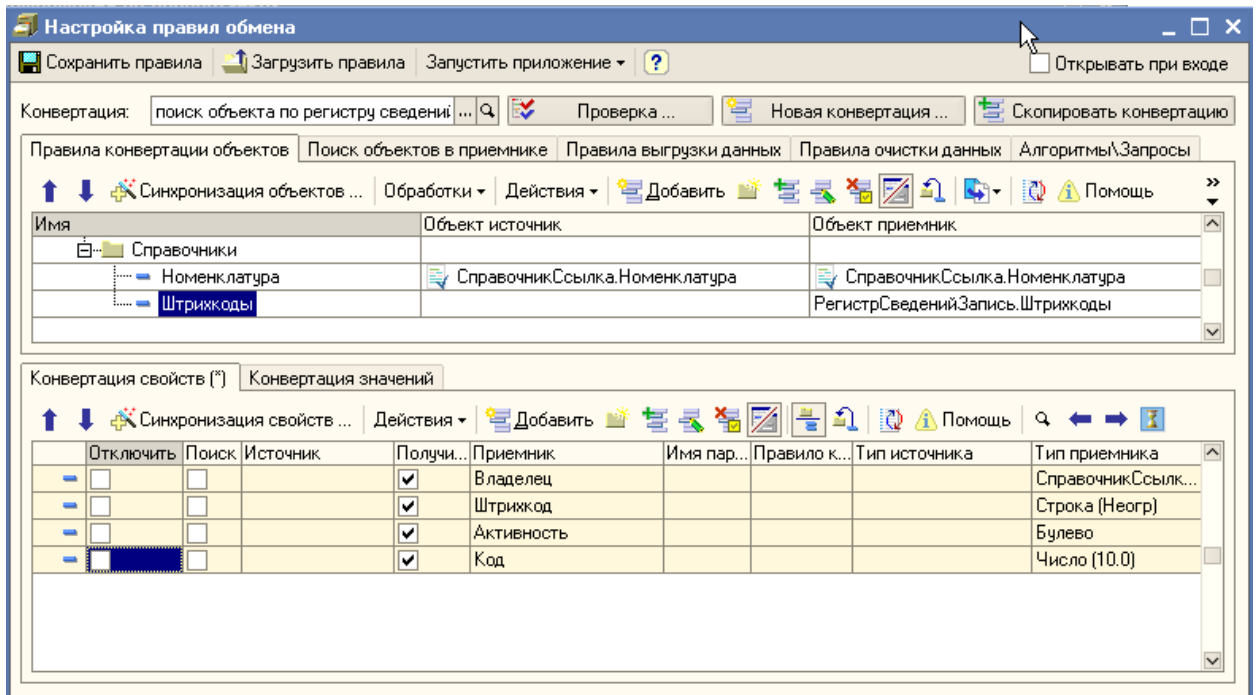 Настройка правил обмена
Сохранить правила Загрузить правила Запустить приложение ? Открывать при входе
Конвертация: поиск объекта по регистру сведений ... Проверка ... Новая конвертация ... Скопировать конвертацию
Правила конвертации объектов Поиск объектов в приемнике Правила выгрузки данных Правила очистки данных Алгоритмы\Запросы
Синхронизация объектов ... Обработки Действия Добавить Помощь
Имя Объект источник Объект приемник
Справочники
Номенклатура СправочникСсылка.Номенклатура СправочникСсылка.Номенклатура
Штрихкоды РегистрСведенийЗапись.Штрихкоды
Конвертация свойств (*) Конвертация значений
Синхронизация свойств ... Действия Добавить Помощь
Отключить Поиск Источник Получи... Приемник Имя пар... Правило к... Тип источника Тип приемника
Владелец СправочникСсылк...
Штрихкод Строка (Неогр)
Активность Булево
Код Число (10.0)